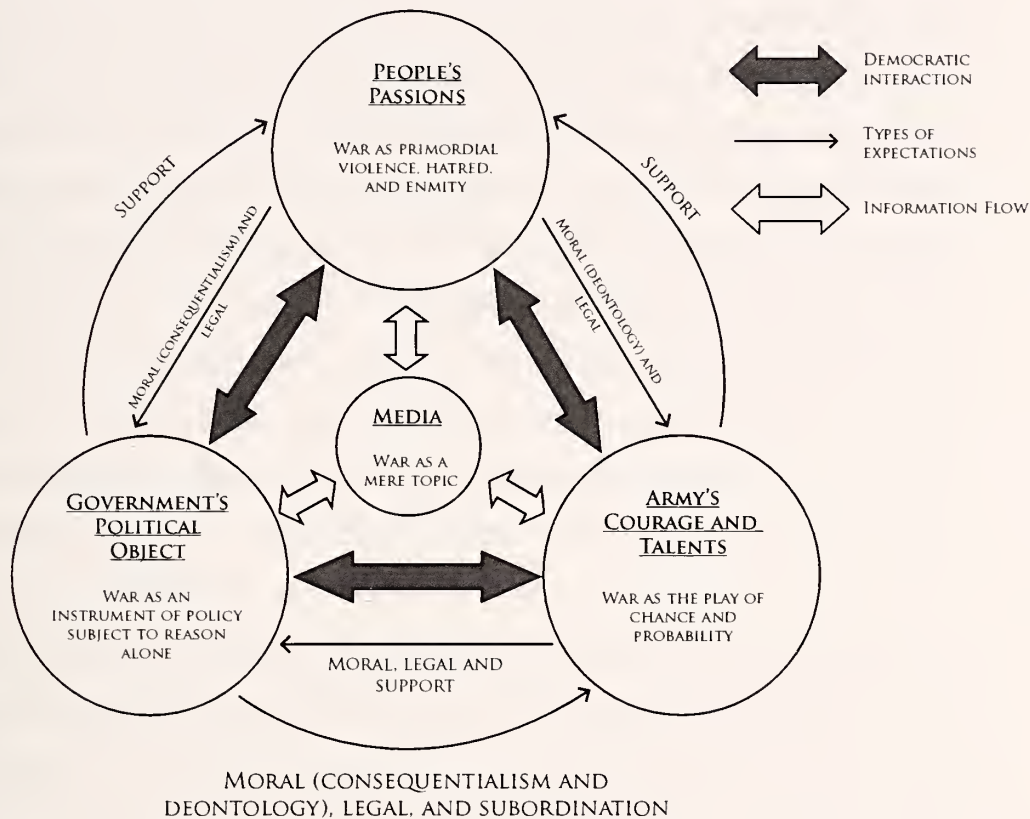 PEOPLE'S
PASSIONS
WAR AS PRIMORDIAL
VIOLENCE, HATRED,
AND ENMITY
DEMOCRATIC
INTERACTION
TYPES OF
EXPECTATIONS
INFORMATION FLOW
SUPPORT
SUPPORT
MORAL (CONSEQUENTIALISM) AND
LEGAL
MORAL (DEONTOLOGY) AND
LEGAL
MEDIA
WAR AS A
MERE TOPIC
GOVERNMENT'S
POLITICAL
OBJECT
WAR AS AN
INSTRUMENT OF POLICY
SUBJECT TO REASON
ALONE
ARMY'S
COURAGE AND
TALENTS
WAR AS THE PLAY OF
CHANCE AND
PROBABILITY
MORAL, LEGAL AND
SUPPORT
MORAL (CONSEQUENTIALISM AND
DEONTOLOGY), LEGAL, AND SUBORDINATION